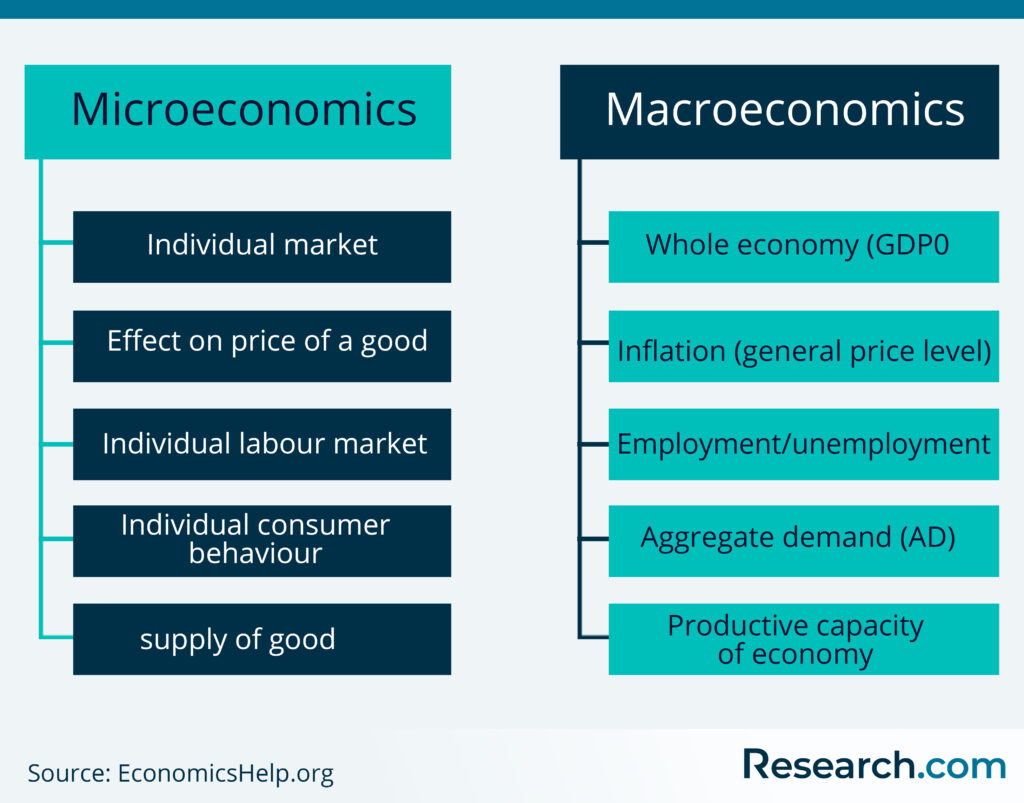 Microeconomics
Individual market
Effect on price of a good
Individual labour market
Individual consumer
behaviour
supply of good
Macroeconomics
Whole economy (GDP0
Inflation (general price level)
Employment/unemployment
Aggregate demand (AD)
Productive capacity
of economy
Source: EconomicsHelp.org
Research.com